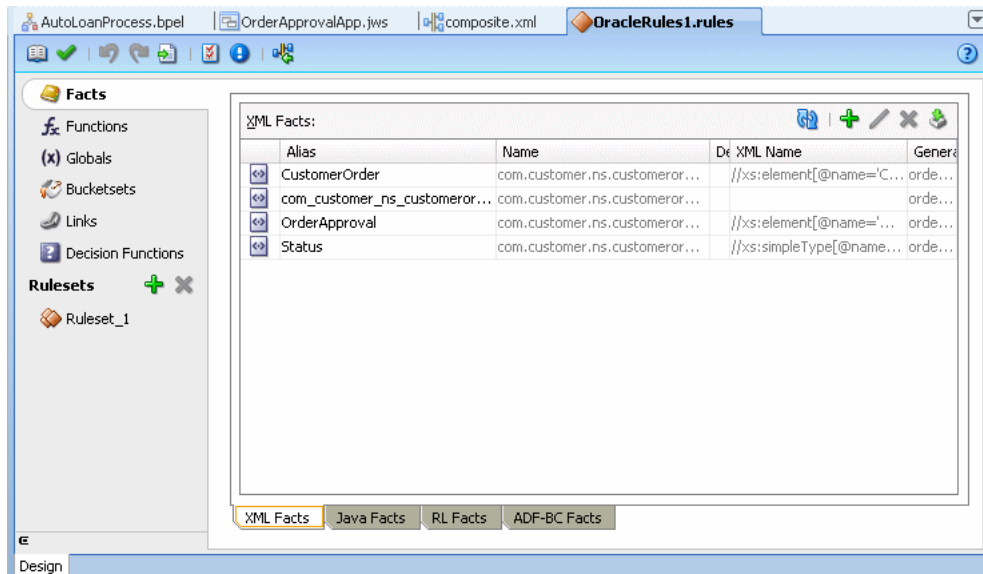 AutoLoanProcess.bpel OrderApprovalApp.jws composite.xml OracleRules1.rules
Facts
fx Functions
(x) Globals
Bucketsets
Links
Decision Functions
Rulesets
Ruleset_1
XML Facts:
Alias Name De XML Name Genera
CustomerOrder com.customer.ns.customeror... //xs:element[@name='C... orde...
com_customer_ns_customeror... com.customer.ns.customeror... orde...
OrderApproval com.customer.ns.customeror... //xs:element[@name='... orde...
Status com.customer.ns.customeror... //xs:simpleType[@name... orde...
XML Facts Java Facts RL Facts ADF-BC Facts
Design